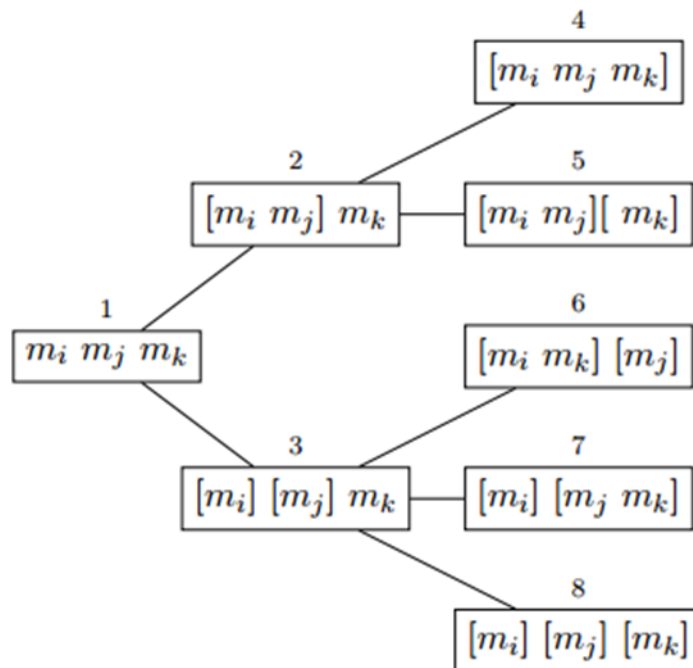 4
[m_i m_j m_k]
2
5
[m_i m_j] m_k
[m_i m_j][ m_k]
1
6
m_i m_j m_k
[m_i m_k] [m_j]
3
7
[m_i] [m_j] m_k
[m_i] [m_j m_k]
8
[m_i] [m_j] [m_k]